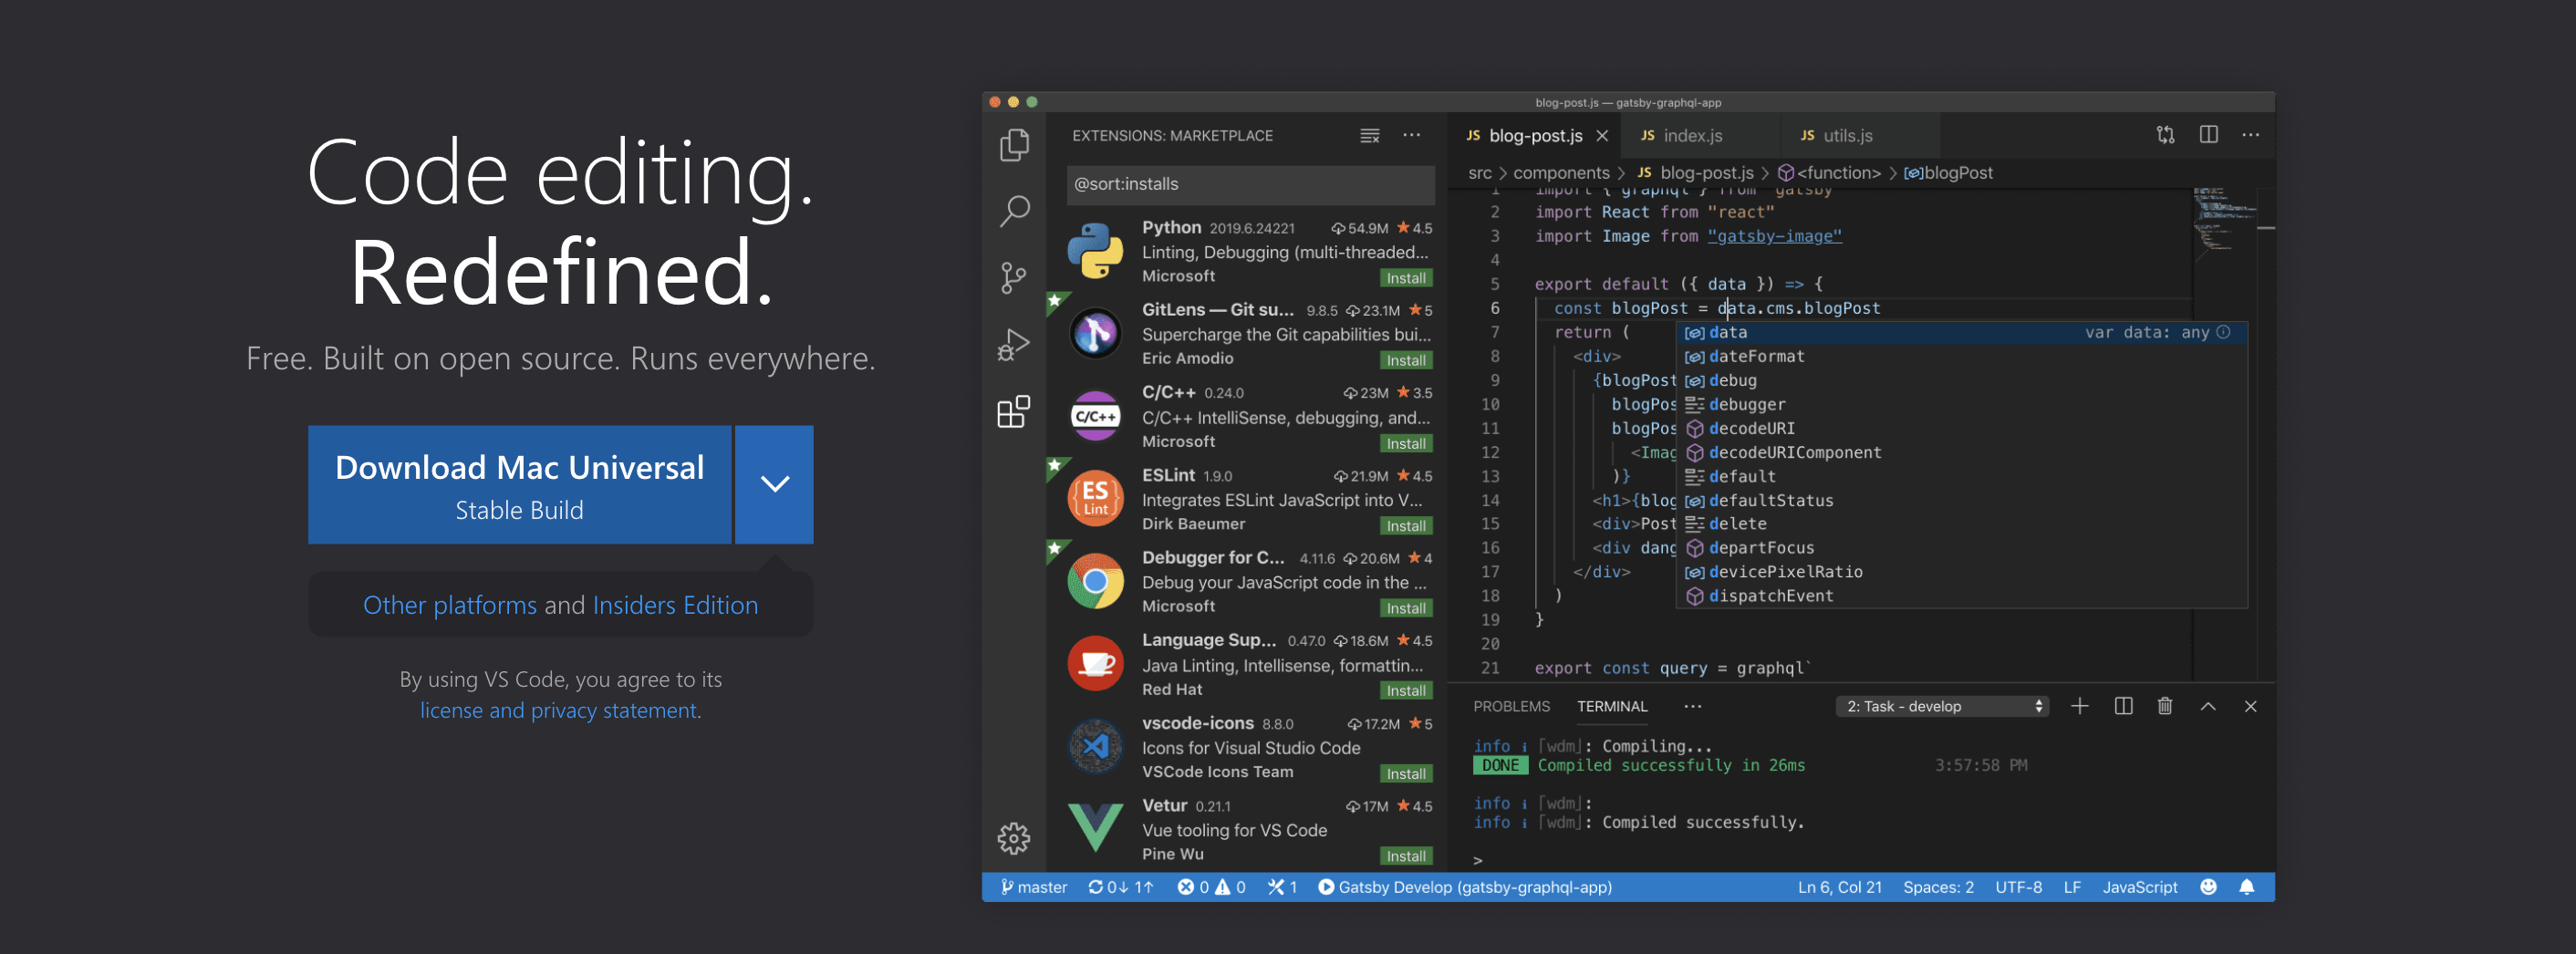 Code editing.
Redefined.
Free. Built on open source. Runs everywhere.
Download Mac Universal
Stable Build
Other platforms and Insiders Edition
By using VS Code, you agree to its
license and privacy statement.
blog-post.js — gatsby-graphql-app
EXTENSIONS: MARKETPLACE
@sort:installs
Python 2019.6.24221 54.9M 4.5
Linting, Debugging (multi-threaded...
Microsoft Install
GitLens — Git su... 9.8.5 23.1M 5
Supercharge the Git capabilities bui...
Eric Amodio Install
C/C++
C/C++ 0.24.0 23M 3.5
C/C++ IntelliSense, debugging, and...
Microsoft Install
ES
Lint
ESLint 1.9.0 21.9M 4.5
Integrates ESLint JavaScript into V...
Dirk Baeumer Install
Debugger for C... 4.11.6 20.6M 4
Debug your JavaScript code in the ...
Microsoft Install
Language Sup... 0.47.0 18.6M 4.5
Java Linting, Intellisense, formattin...
Red Hat Install
vscode-icons 8.8.0 17.2M 5
Icons for Visual Studio Code
VSCode Icons Team Install
Vetur 0.21.1 17M 4.5
Vue tooling for VS Code
Pine Wu Install
JS blog-post.js JS index.js JS utils.js
src > components > JS blog-post.js > <function> > blogPost
1 import { graphql } from "gatsby"
2 import React from "react"
3 import Image from "gatsby-image"
4
5 export default ({ data }) => {
6 const blogPost = data.cms.blogPost
7 return (
8 <div>
9 {blogPost
10 blogPos
11 blogPos
12 <Imag
13 )}
14 <h1>{blog
15 <div>Post
16 <div dang
17 </div>
18 )
19 }
20
21 export const query = graphql`
data var data: any
dateFormat
debug
debugger
decodeURI
decodeURIComponent
default
defaultStatus
delete
departFocus
devicePixelRatio
dispatchEvent
PROBLEMS TERMINAL ··· 2: Task - develop
info i [wdm]: Compiling...
DONE Compiled successfully in 26ms 3:57:58 PM
info i [wdm]:
info i [wdm]: Compiled successfully.
>
master 0↓ 1↑ 0 0 1 Gatsby Develop (gatsby-graphql-app) Ln 6, Col 21 Spaces: 2 UTF-8 LF JavaScript